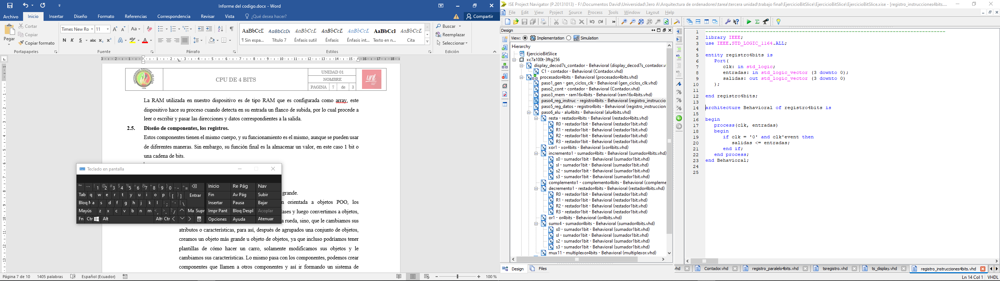 Informe del codigo.docx - Word
Archivo Inicio Insertar Diseño Formato Referencias Correspondencia Revisar Vista ¿Qué desea hacer? Compartir
Pegar
Cortar
Copiar
Copiar formato
Portapapeles
Times New Ro 11 Aa
N K S abc x₂ x²
Fuente
Párrafo
AaBbCcI AaBbCcDc AaBbCcL AaBbCcL AaBbCcL AaBbCcl AaBbCcL
¶ Sin espa... Título 7 Énfasis sutil Énfasis Énfasis int... Texto en n... Cita
Estilos
Buscar
Reemplazar
Seleccionar
Edición
CPU DE 4 BITS
UNIDAD 01
NOMBRE
PAGINA 7 de 3
unl
La RAM utilizada en nuestro dispositivo es de tipo RAM que es configurada como array, este
dispositivo hace su proceso cuando detecta en su entrada un flanco de subida, por lo cual procede a
leer o escribir y pasar las direcciones y datos correspondientes a la salida.
2.5. Diseño de componentes, los registros.
Estos componentes tienen el mismo cuerpo, y su funcionamiento es el mismo, aunque se pueden usar
de diferentes maneras. Sin embargo, su función final es la almacenar un valor, en este caso 1 bit o
una cadena de bits.
Teclado en pantalla
Inicio Re Pág Nav
Tab q w e r t y u i o p [ ] Entrar Fin Av Pág Subir
Bloq M a s d f g h j k l ; ' \ Insertar Pausa Bajar
Mayús z x c v b n m , . / Ma Supr Impr Pant Bloq Despl Acoplar
Fn Ctr Alt Alt Ctr Opciones Ayuda Atenuar
grande.
n orientada a objetos POO, los
lases y luego convertimos a objetos,
a rueda, sino, que le cambiamos sus
atributos o características, para así, después de agrupados una conjunto de objetos,
creamos un objeto más grande u objeto de objetos, ya que incluso podríamos tener
plantillas de cómo hacer un carro, solamente modificamos sus objetos y le
cambiamos sus características. Lo mismo pasa con los componentes, podemos crear
componentes que llamen a otros componentes y así ir formando un sistema de
Página 7 de 10 1405 palabras Español (Ecuador) 100 %
ISE Project Navigator (P.20131013) - F:\Documentos David\Universidad\3ero A\Arquitectura de ordenadores\tarea\tercera unidad\trabajo final\EjercicioBitSlice\EjercicioBitSlice\EjercicioBitSlice.xise - [registro_instrucciones4bits....
File Edit View Project Source Process Tools Window Layout Help
Design
View: Implementation Simulation
Hierarchy
EjercicioBitSlice
xc7a100t-3ftg256
display_decod7s_contador - Behavioral (display_decod7s_contador.v
C1 - contador - Behavioral (Contador.vhd)
procesador4bits - Behavioral (procesador4bits.vhd)
paso1_gen - gen_ciclos_clk - Behavioral (gen_ciclos_clk.vhd)
paso2_cont - contador - Behavioral (Contador.vhd)
paso3_mem - ram16x4bits - Behavioral (ram16x4bits.vhd)
paso4_reg_instruc - registro4bits - Behavioral (registro_instruccio
paso5_reg_datos - registro4bits - Behavioral (registro_instruccion
paso6_alu - alu4bits - Behavioral (alu4bits.vhd)
resta - restador4bits - Behavioral (restador4bits.vhd)
R0 - restador1bit - Behavioral (restador1bit.vhd)
R1 - restador1bit - Behavioral (restador1bit.vhd)
R2 - restador1bit - Behavioral (restador1bit.vhd)
R3 - restador1bit - Behavioral (restador1bit.vhd)
xor1 - xor4bits - Behavioral (xor4bits.vhd)
incremento1 - sumador4bits - Behavioral (sumador4bits.vhd)
s0 - sumador1bit - Behavioral (sumador1bit.vhd)
sl - sumador1bit - Behavioral (sumador1bit.vhd)
s2 - sumador1bit - Behavioral (sumador1bit.vhd)
s3 - sumador1bit - Behavioral (sumador1bit.vhd)
complemento1 - complemento4bits - Behavioral (compleme
decremento1 - restador4bits - Behavioral (restador4bits.vhd)
R0 - restador1bit - Behavioral (restador1bit.vhd)
R1 - restador1bit - Behavioral (restador1bit.vhd)
R2 - restador1bit - Behavioral (restador1bit.vhd)
R3 - restador1bit - Behavioral (restador1bit.vhd)
or1 - or4bits - Behavioral (or4bits.vhd)
sumx4 - sumador4bits - Behavioral (sumador4bits.vhd)
s0 - sumador1bit - Behavioral (sumador1bit.vhd)
sl - sumador1bit - Behavioral (sumador1bit.vhd)
s2 - sumador1bit - Behavioral (sumador1bit.vhd)
s3 - sumador1bit - Behavioral (sumador1bit.vhd)
mux11 - multiplexor4bits - Behavioral (multiplexor.vhd)
Design Files
1 ----------------------------------------------------------------------------------
2 library IEEE;
3 use IEEE.STD_LOGIC_1164.ALL;
4
5 entity registro4bits is
6 Port(
7 clk: in std_logic;
8 entradas: in std_logic_vector (3 downto 0);
9 salidas: out std_logic_vector (3 downto 0)
10 );
11
12 end registro4bits;
13
14 architecture Behavioral of registro4bits is
15
16 begin
17 process(clk, entradas)
18 begin
19 if clk = '0' and clk'event then
20 salidas <= entradas;
21 end if;
22 end process;
23 end Behavioral;
24
25
vhd Contador.vhd registro_paralelo4bits.vhd tsregistro.vhd ts_display.vhd registro_instrucciones4bits.vhd
Ln 14 Col 1 VHDL